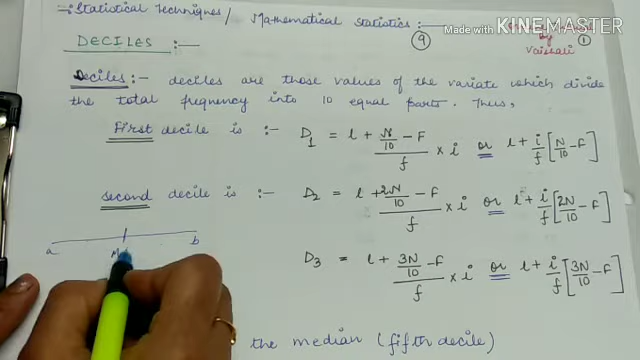 :- Statistical Techniques / Mathematical Statistics :-
Made with KINEMASTER
by Vaishali
9
1
DECILES :-
Deciles :- deciles are those values of the variate which divide
the total frequency into 10 equal parts. Thus,
First decile is :- D₁ = l + (N/10 - F)/f × i or l + i/f [N/10 - F]
second decile is :- D₂ = l + (2N/10 - F)/f × i or l + i/f [2N/10 - F]
a b
D₃ = l + (3N/10 - F)/f × i or l + i/f [3N/10 - F]
the median (fifth decile)